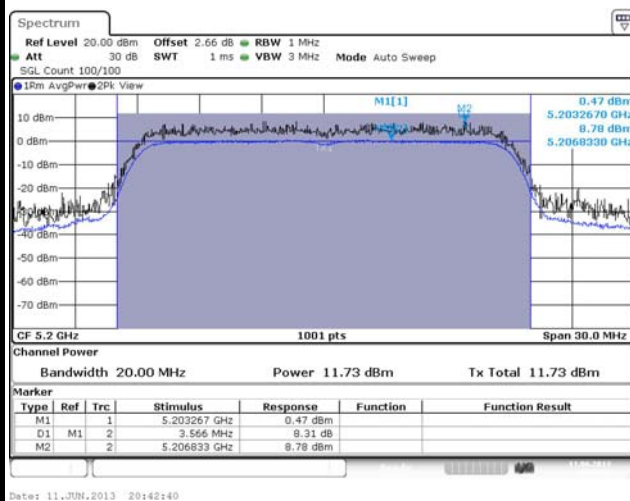 Spectrum
Ref Level 20.00 dBm Offset 2.66 dB RBW 1 MHz
Att 30 dB SWT 1 ms VBW 3 MHz Mode Auto Sweep
SGL Count 100/100
1Rm AvgPwr 2Pk View
M1[1] 0.47 dBm
5.2032670 GHz
8.78 dBm
5.2068330 GHz
M2
10 dBm
0 dBm
-10 dBm
-20 dBm
-40 dBm
-50 dBm
-60 dBm
-70 dBm
CF 5.2 GHz 1001 pts Span 30.0 MHz
Channel Power
Bandwidth 20.00 MHz Power 11.73 dBm Tx Total 11.73 dBm
Marker
Type Ref Trc Stimulus Response Function Function Result
M1 1 5.203267 GHz 0.47 dBm
D1 M1 2 3.566 MHz 8.31 dB
M2 2 5.206833 GHz 8.78 dBm
Date: 11.JUN.2013 20:42:40